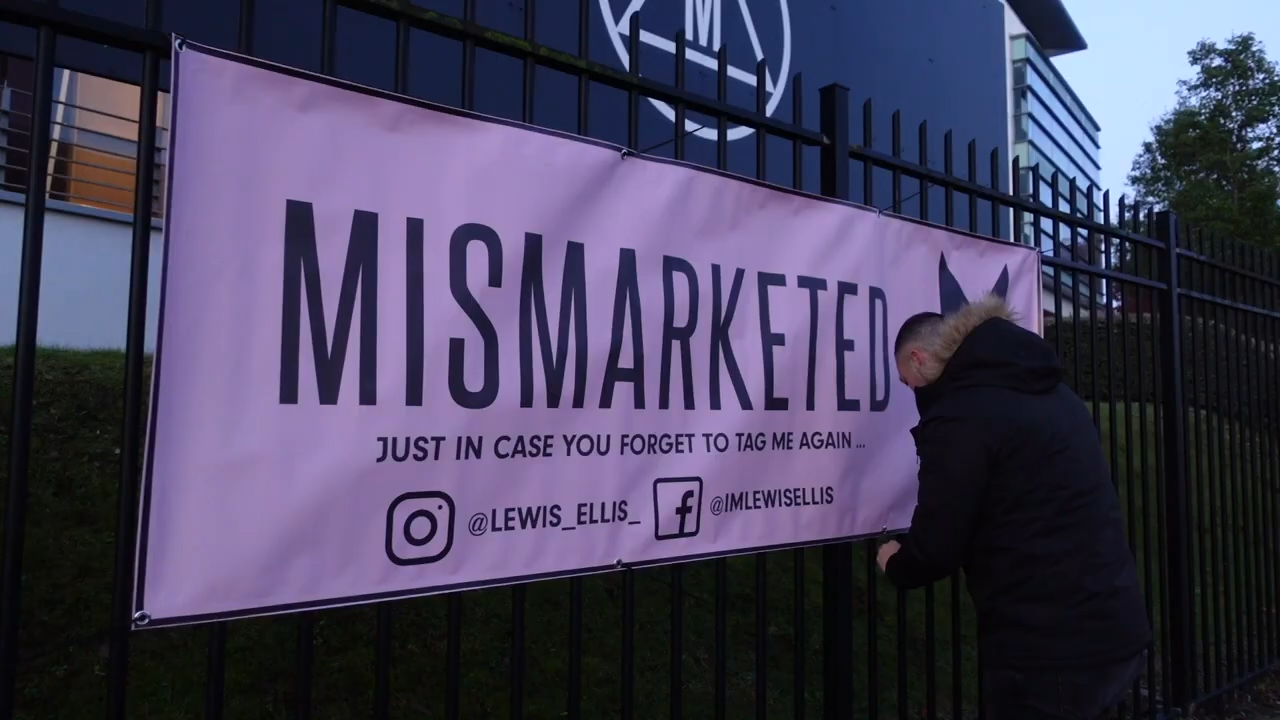 M
MISMARKETED
JUST IN CASE YOU FORGET TO TAG ME AGAIN ...
@LEWIS_ELLIS_ @IMLEWISELLIS